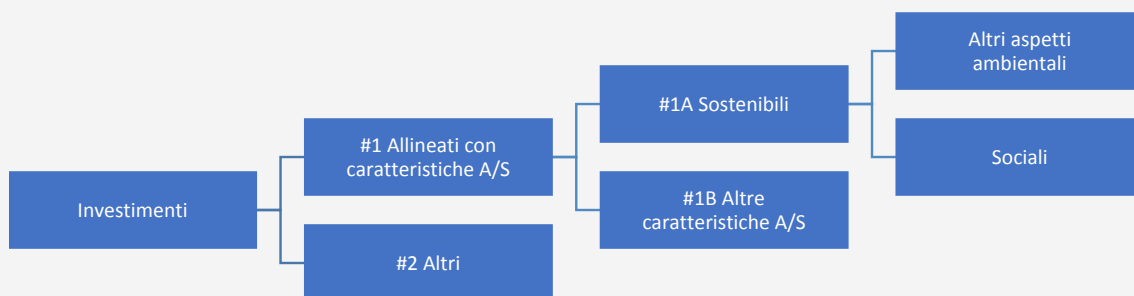 Investimenti
#1 Allineati con
caratteristiche A/S
#2 Altri
#1A Sostenibili
#1B Altre
caratteristiche A/S
Altri aspetti
ambientali
Sociali